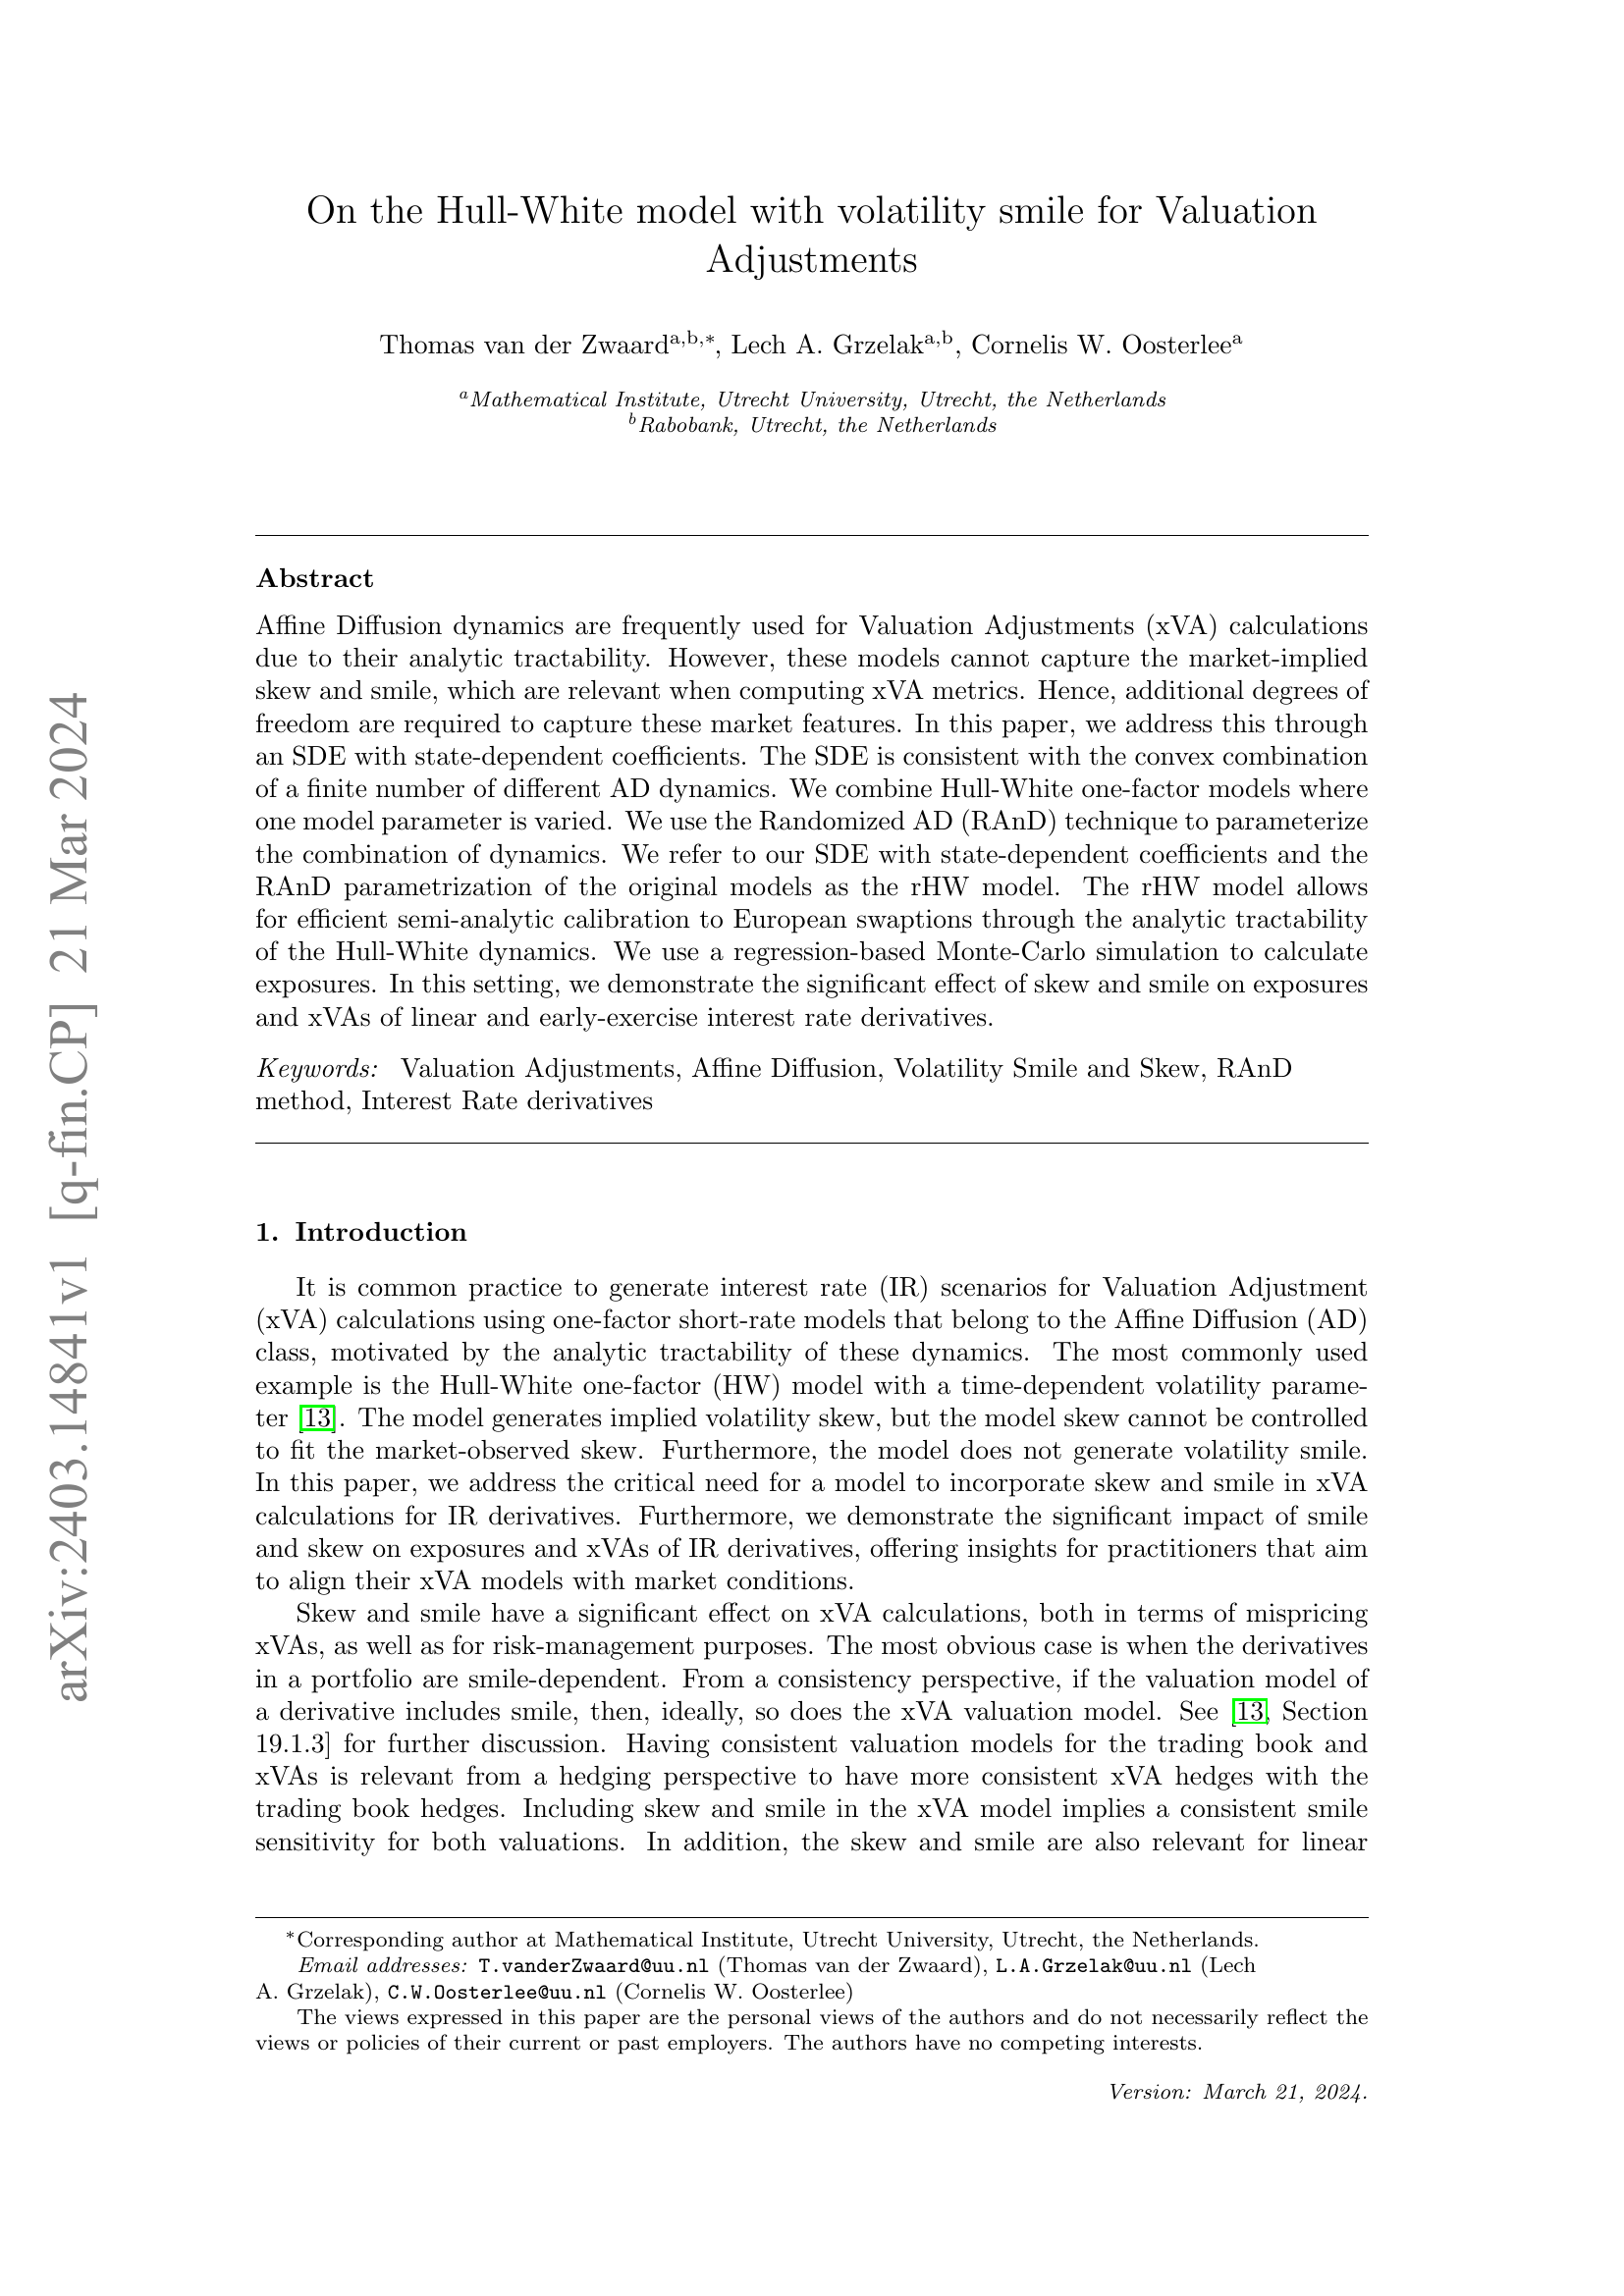 On the Hull-White model with volatility smile for Valuation
Adjustments
Thomas van der Zwaard^a,b,∗, Lech A. Grzelak^a,b, Cornelis W. Oosterlee^a
^aMathematical Institute, Utrecht University, Utrecht, the Netherlands
^bRabobank, Utrecht, the Netherlands
Abstract
Affine Diffusion dynamics are frequently used for Valuation Adjustments (xVA) calculations
due to their analytic tractability. However, these models cannot capture the market-implied
skew and smile, which are relevant when computing xVA metrics. Hence, additional degrees of
freedom are required to capture these market features. In this paper, we address this through
an SDE with state-dependent coefficients. The SDE is consistent with the convex combination
of a finite number of different AD dynamics. We combine Hull-White one-factor models where
one model parameter is varied. We use the Randomized AD (RAnD) technique to parameterize
the combination of dynamics. We refer to our SDE with state-dependent coefficients and the
RAnD parametrization of the original models as the rHW model. The rHW model allows
for efficient semi-analytic calibration to European swaptions through the analytic tractability
of the Hull-White dynamics. We use a regression-based Monte-Carlo simulation to calculate
exposures. In this setting, we demonstrate the significant effect of skew and smile on exposures
and xVAs of linear and early-exercise interest rate derivatives.
Keywords: Valuation Adjustments, Affine Diffusion, Volatility Smile and Skew, RAnD
method, Interest Rate derivatives
1. Introduction
It is common practice to generate interest rate (IR) scenarios for Valuation Adjustment
(xVA) calculations using one-factor short-rate models that belong to the Affine Diffusion (AD)
class, motivated by the analytic tractability of these dynamics. The most commonly used
example is the Hull-White one-factor (HW) model with a time-dependent volatility parame-
ter [13]. The model generates implied volatility skew, but the model skew cannot be controlled
to fit the market-observed skew. Furthermore, the model does not generate volatility smile.
In this paper, we address the critical need for a model to incorporate skew and smile in xVA
calculations for IR derivatives. Furthermore, we demonstrate the significant impact of smile
and skew on exposures and xVAs of IR derivatives, offering insights for practitioners that aim
to align their xVA models with market conditions.
Skew and smile have a significant effect on xVA calculations, both in terms of mispricing
xVAs, as well as for risk-management purposes. The most obvious case is when the derivatives
in a portfolio are smile-dependent. From a consistency perspective, if the valuation model of
a derivative includes smile, then, ideally, so does the xVA valuation model. See [13, Section
19.1.3] for further discussion. Having consistent valuation models for the trading book and
xVAs is relevant from a hedging perspective to have more consistent xVA hedges with the
trading book hedges. Including skew and smile in the xVA model implies a consistent smile
sensitivity for both valuations. In addition, the skew and smile are also relevant for linear
∗Corresponding author at Mathematical Institute, Utrecht University, Utrecht, the Netherlands.
Email addresses: T.vanderZwaard@uu.nl (Thomas van der Zwaard), L.A.Grzelak@uu.nl (Lech
A. Grzelak), C.W.Oosterlee@uu.nl (Cornelis W. Oosterlee)
The views expressed in this paper are the personal views of the authors and do not necessarily reflect the
views or policies of their current or past employers. The authors have no competing interests.
Version: March 21, 2024.
arXiv:2403.14841v1 [q-fin.CP] 21 Mar 2024